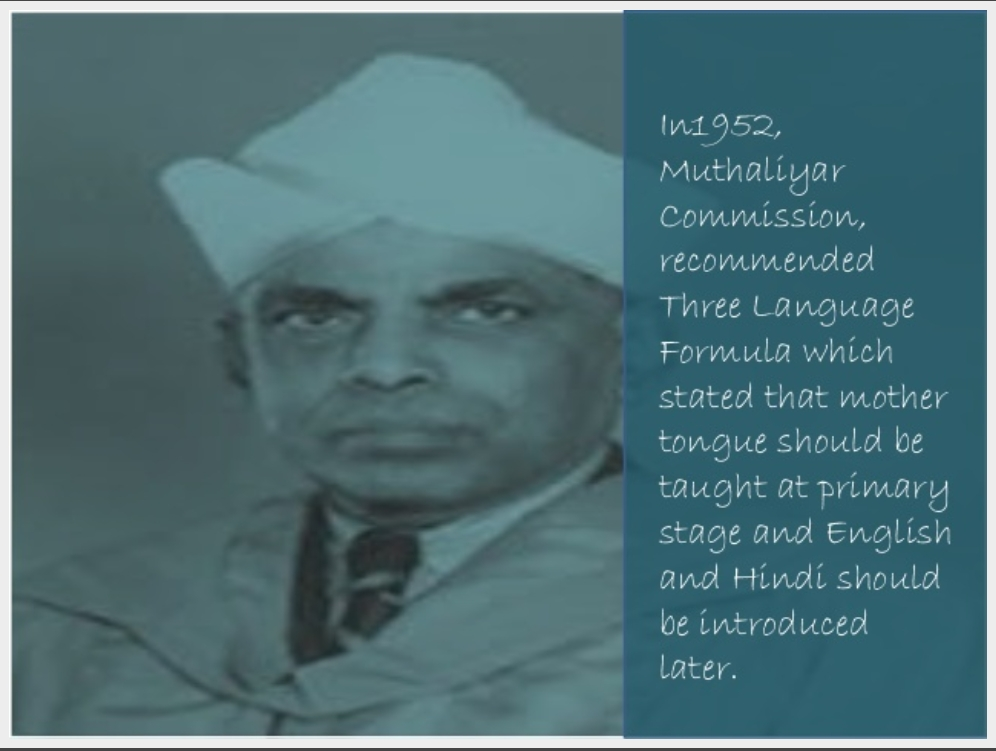 In1952,
Muthaliyar
Commission,
recommended
Three Language
Formula which
stated that mother
tongue should be
taught at primary
stage and English
and Hindi should
be introduced
later.